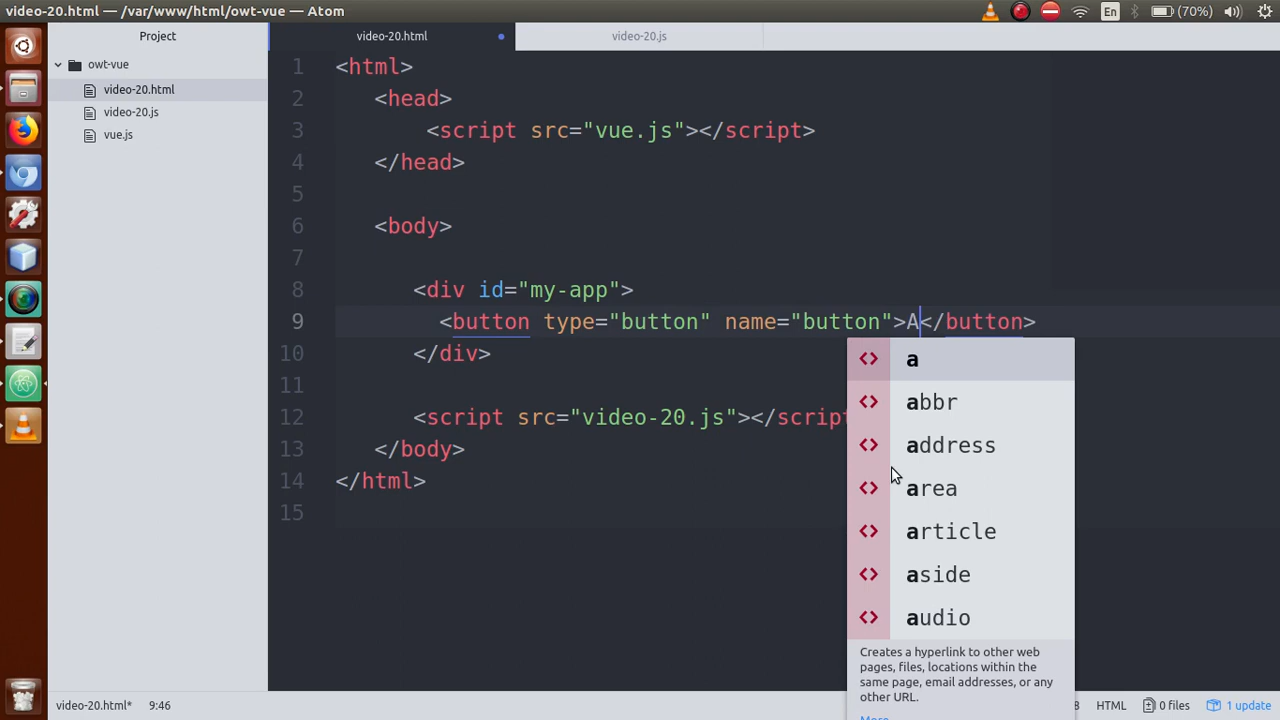 video-20.html — /var/www/html/owt-vue — Atom
En
(70%)
Project
owt-vue
video-20.html
video-20.js
vue.js
video-20.html
video-20.js
1 <html>
2 <head>
3 <script src="vue.js"></script>
4 </head>
5
6 <body>
7
8 <div id="my-app">
9 <button type="button" name="button">A</button>
10 </div>
11
12 <script src="video-20.js"></script
13 </body>
14 </html>
15
a
abbr
address
area
article
aside
audio
Creates a hyperlink to other web
pages, files, locations within the
same page, email addresses, or any
other URL.
More
video-20.html* 9:46
8 HTML 0 files 1 update